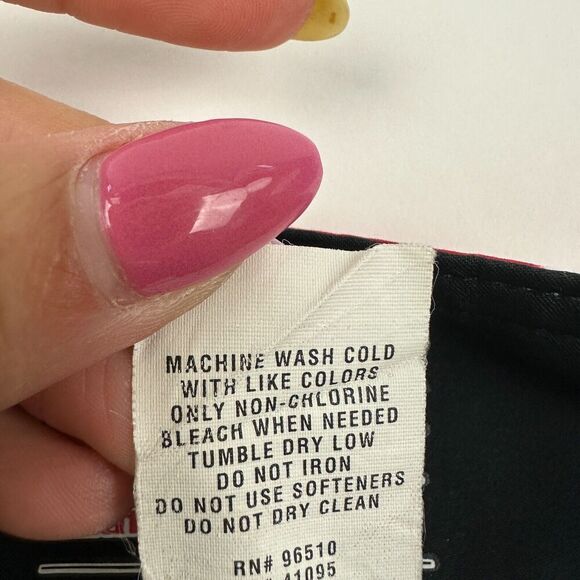 MACHINE WASH COLD
WITH LIKE COLORS
ONLY NON-CHLORINE
BLEACH WHEN NEEDED
TUMBLE DRY LOW
DO NOT IRON
DO NOT USE SOFTENERS
DO NOT DRY CLEAN
RN# 96510
41095